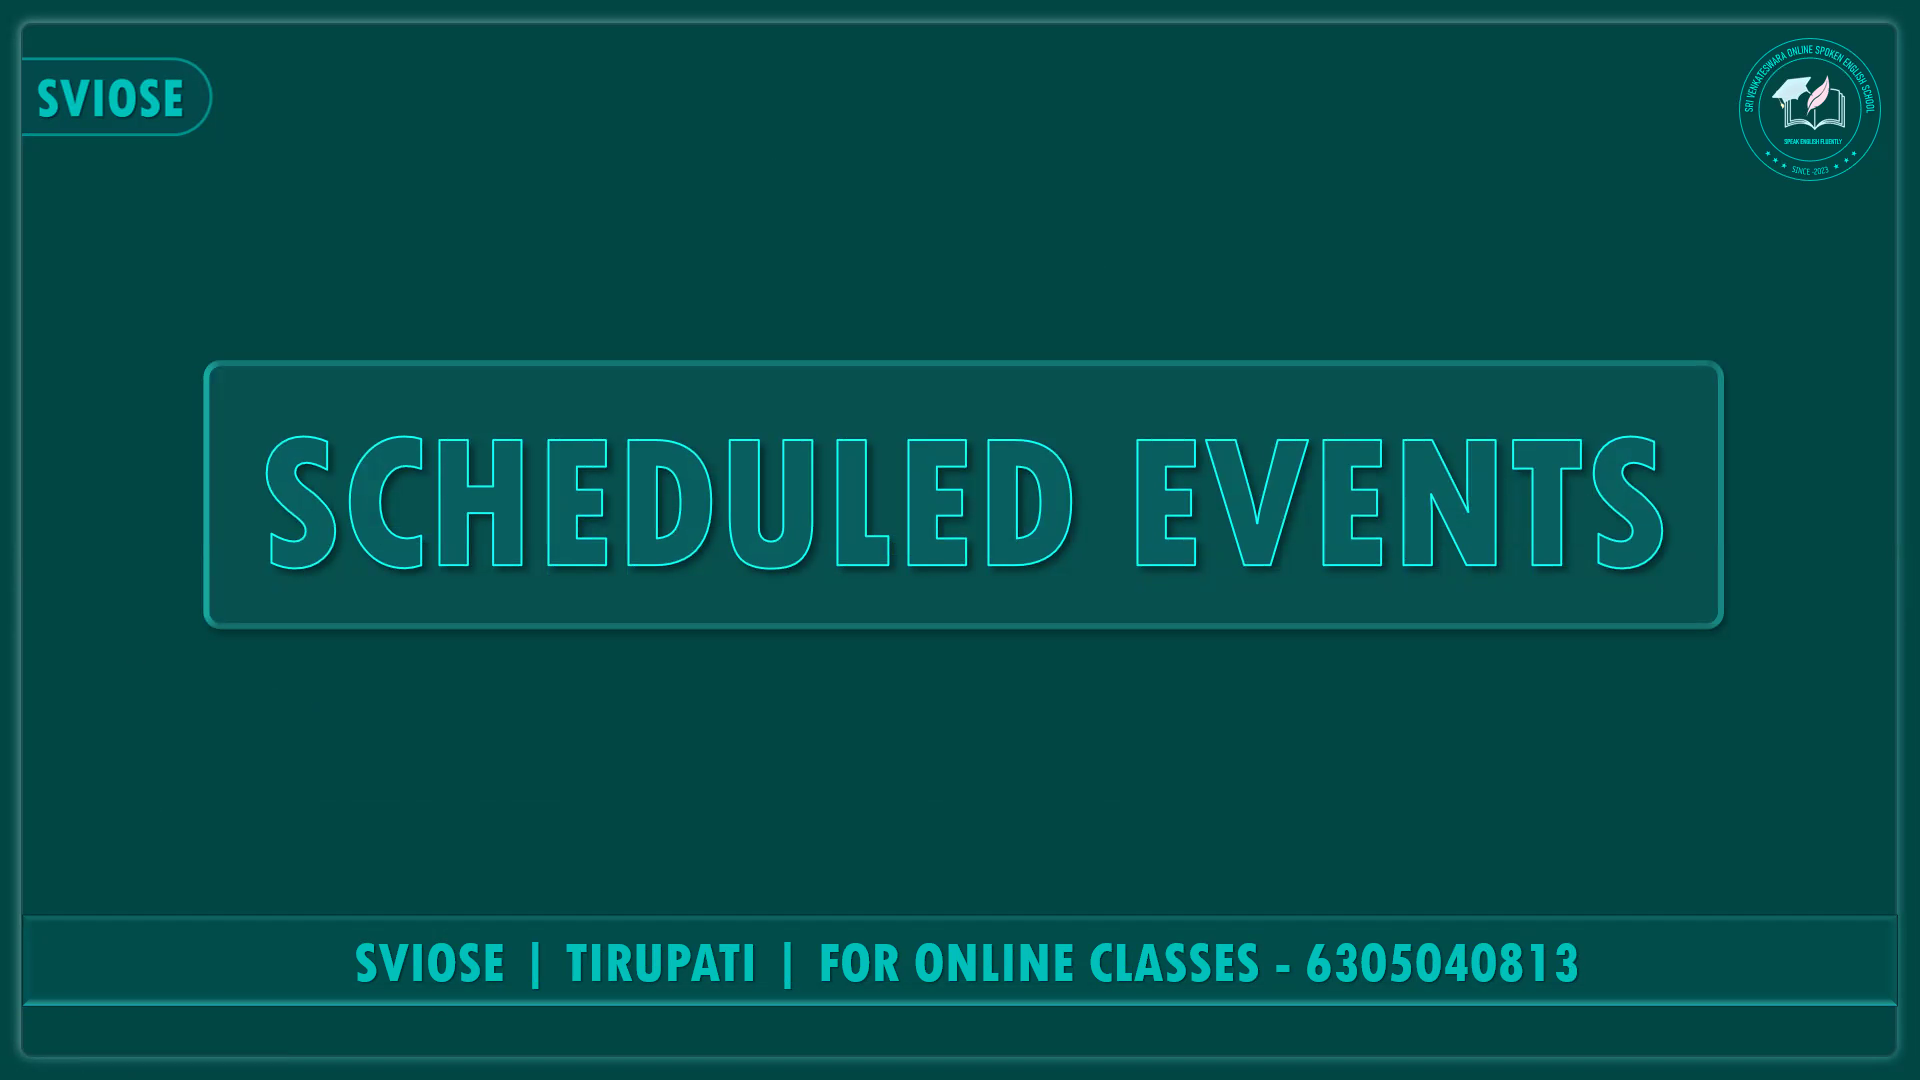 SVIOSE
SRI VENKATESWARA ONLINE SPOKEN ENGLISH SCHOOL
SPEAK ENGLISH FLUENTLY
SINCE -2023
SCHEDULED EVENTS
SVIOSE | TIRUPATI | FOR ONLINE CLASSES - 6305040813